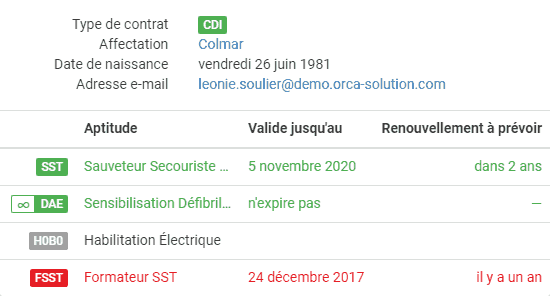 Type de contrat CDI
Affectation Colmar
Date de naissance vendredi 26 juin 1981
Adresse e-mail leonie.soulier@demo.orca-solution.com
Aptitude Valide jusqu'au Renouvellement à prévoir
SST Sauveteur Secouriste ... 5 novembre 2020 dans 2 ans
∞ DAE Sensibilisation Défibril... n'expire pas —
H0B0 Habilitation Électrique
FSST Formateur SST 24 décembre 2017 il y a un an